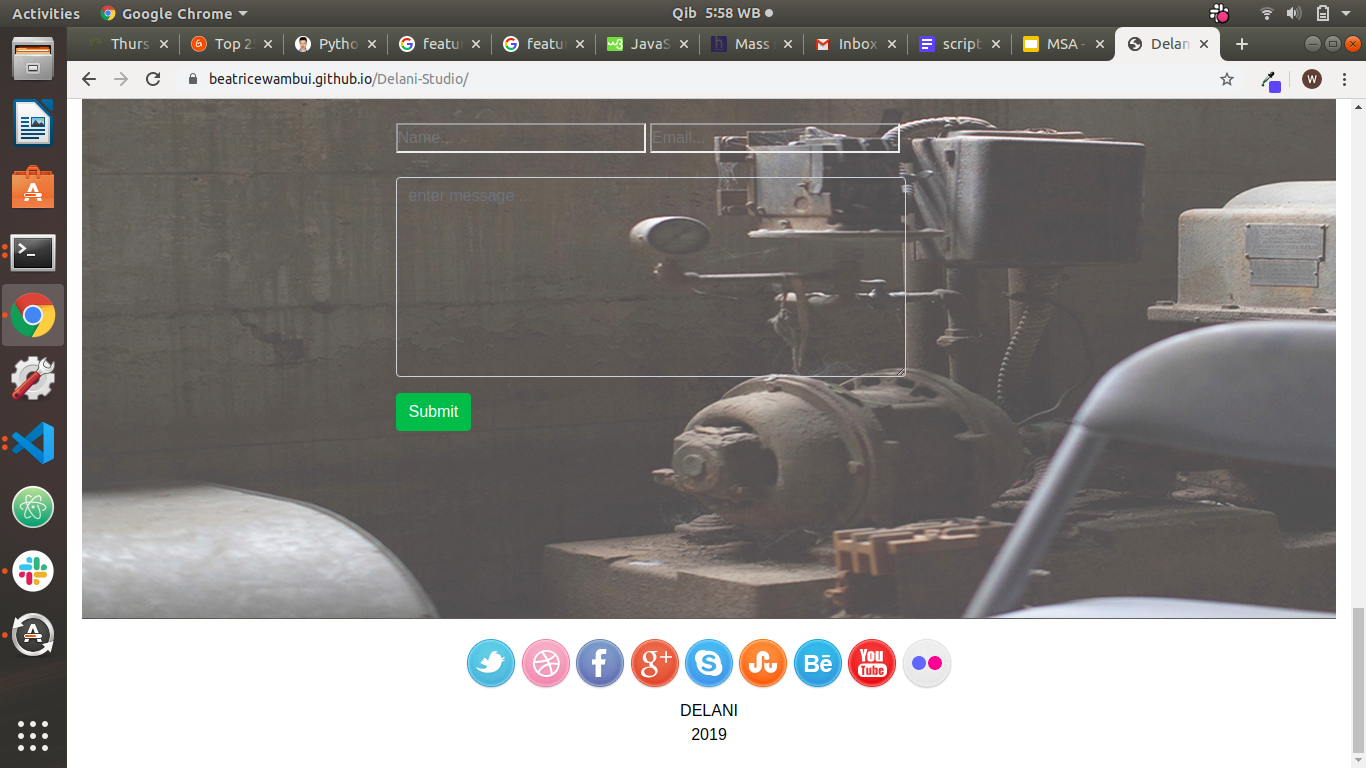 Activities Google Chrome Qib 5:58 WB
Thurs Top 2 Pytho featu featu JavaS Mass Inbox script MSA - Delan
beatricewambui.github.io/Delani-Studio/ W
Name.. Email...
enter message ...
Submit
f g+ S Bē You Tube
DELANI
2019